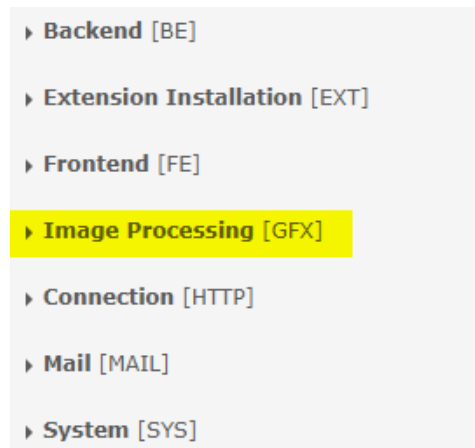 Backend [BE]
Extension Installation [EXT]
Frontend [FE]
Image Processing [GFX]
Connection [HTTP]
Mail [MAIL]
System [SYS]